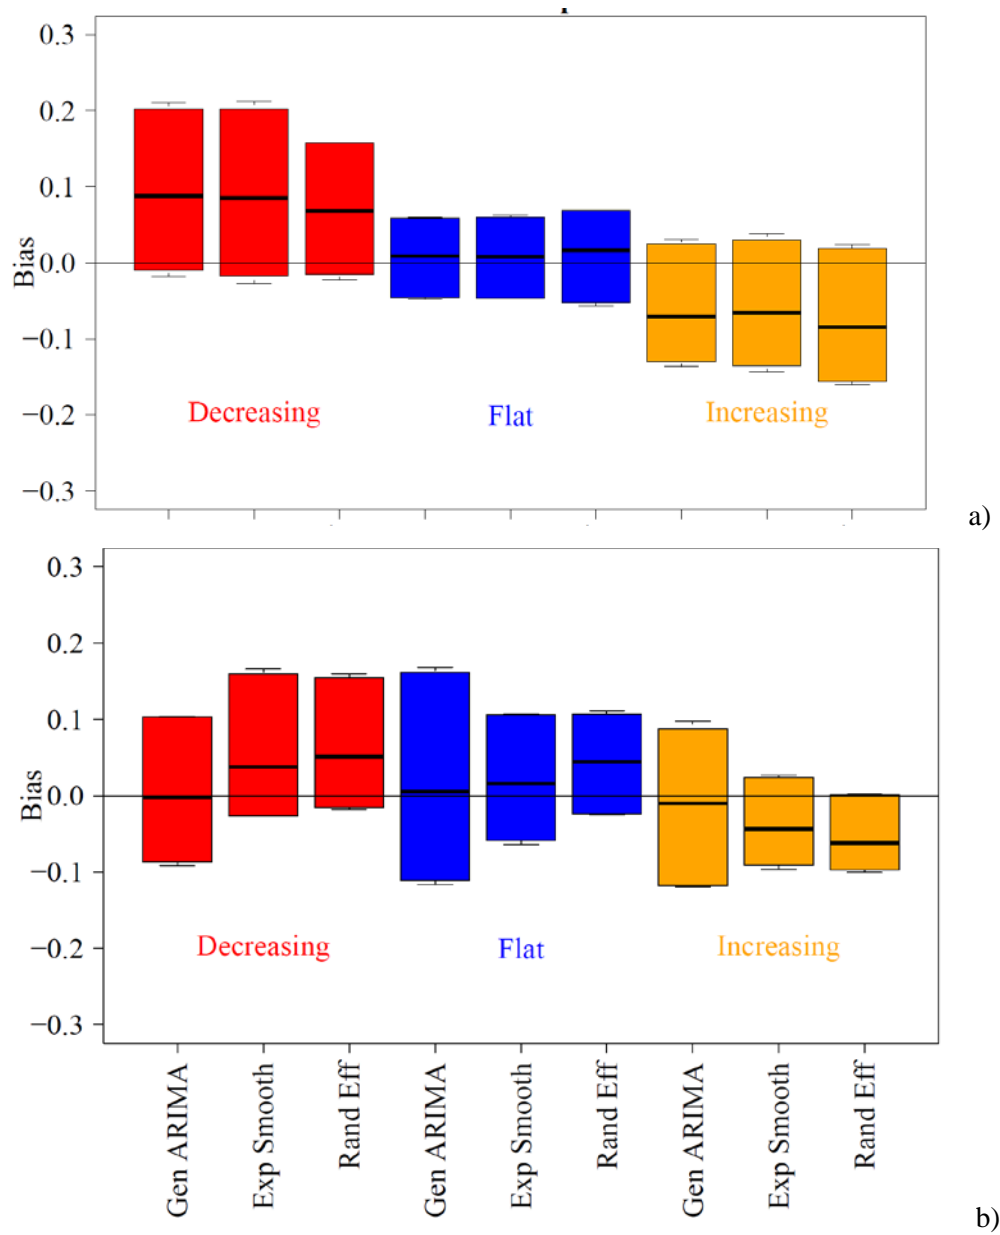 0.3
0.2
0.1
0.0
−0.1
−0.2
−0.3
Bias
Decreasing
Flat
Increasing
a)
0.3
0.2
0.1
0.0
−0.1
−0.2
−0.3
Bias
Decreasing
Flat
Increasing
Gen ARIMA
Exp Smooth
Rand Eff
Gen ARIMA
Exp Smooth
Rand Eff
Gen ARIMA
Exp Smooth
Rand Eff
b)